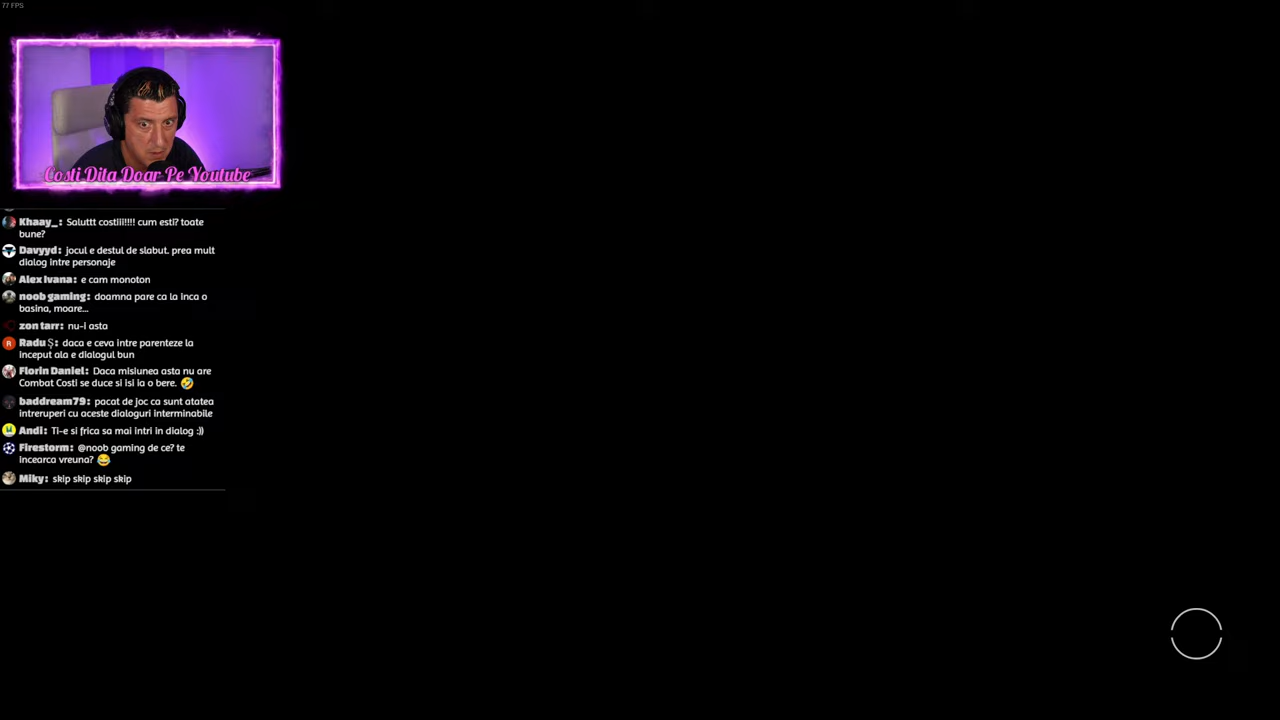 77 FPS
Costi Dita Doar Pe Youtube
Khaay_: Saluttt costiii!!!! cum esti? toate
bune?
Davyyd: jocul e destul de slabut. prea mult
dialog intre personaje
Alex Ivana: e cam monoton
noob gaming: doamna pare ca la inca o
basina, moare...
zon tarr: nu-i asta
R Radu Ş: daca e ceva intre parenteze la
inceput ala e dialogul bun
Florin Daniel: Daca misiunea asta nu are
Combat Costi se duce si isi ia o bere. 🤣
baddream79: pacat de joc ca sunt atatea
intreruperi cu aceste dialoguri interminabile
Andi: Ti-e si frica sa mai intri in dialog :))
Firestorm: @noob gaming de ce? te
incearca vreuna? 😂
Miky: skip skip skip skip